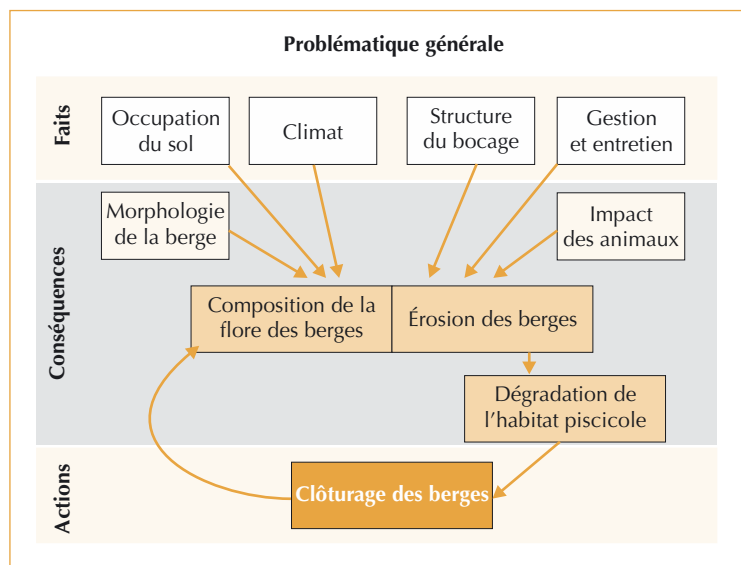 Problématique générale
Faits
Occupation
du sol
Climat
Structure
du bocage
Gestion
et entretien
Conséquences
Morphologie
de la berge
Impact
des animaux
Composition de la
flore des berges
Érosion des berges
Dégradation de
l'habitat piscicole
Actions
Clôturage des berges